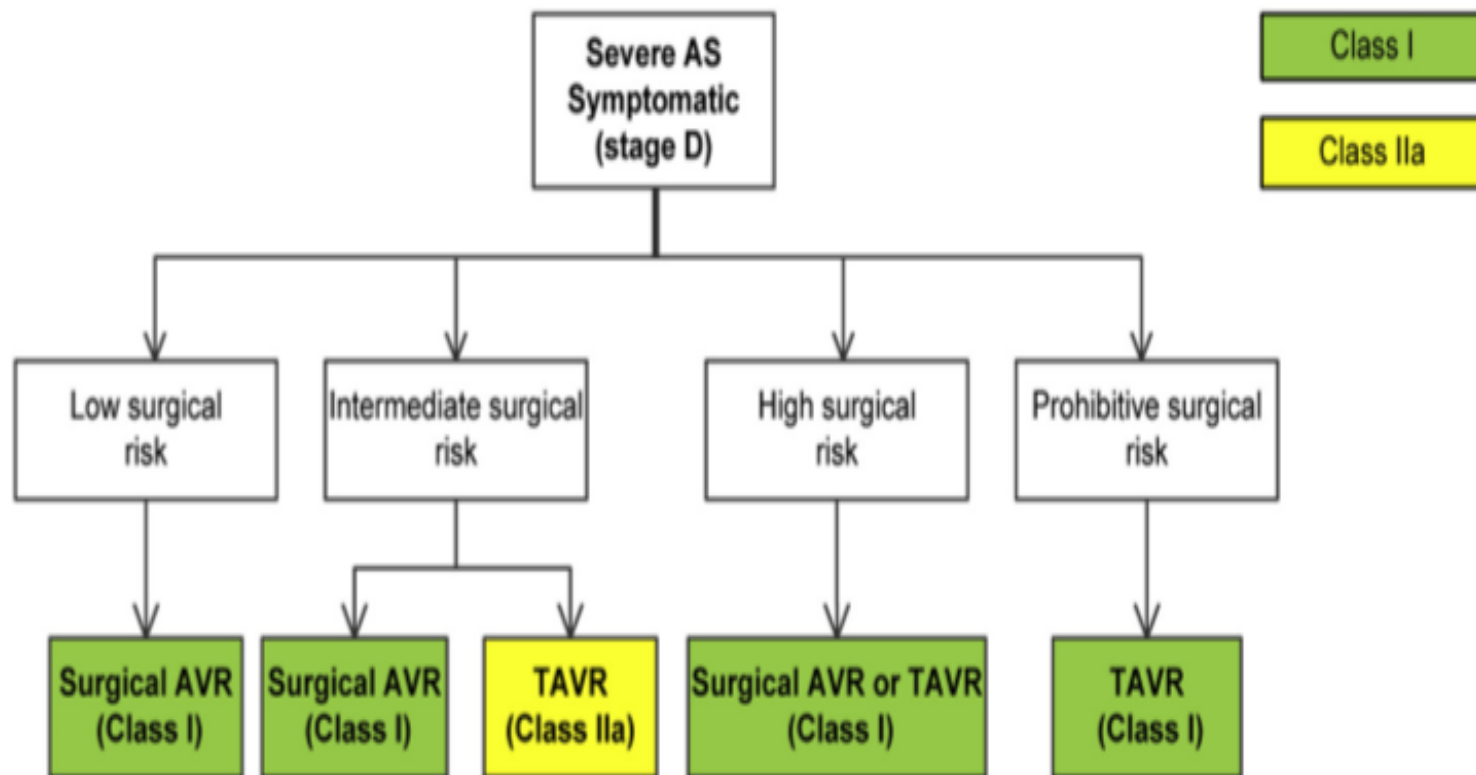 Severe AS
Symptomatic
(stage D)
Class I
Class IIa
Low surgical
risk
Intermediate surgical
risk
High surgical
risk
Prohibitive surgical
risk
Surgical AVR
(Class I)
Surgical AVR
(Class I)
TAVR
(Class IIa)
Surgical AVR or TAVR
(Class I)
TAVR
(Class I)